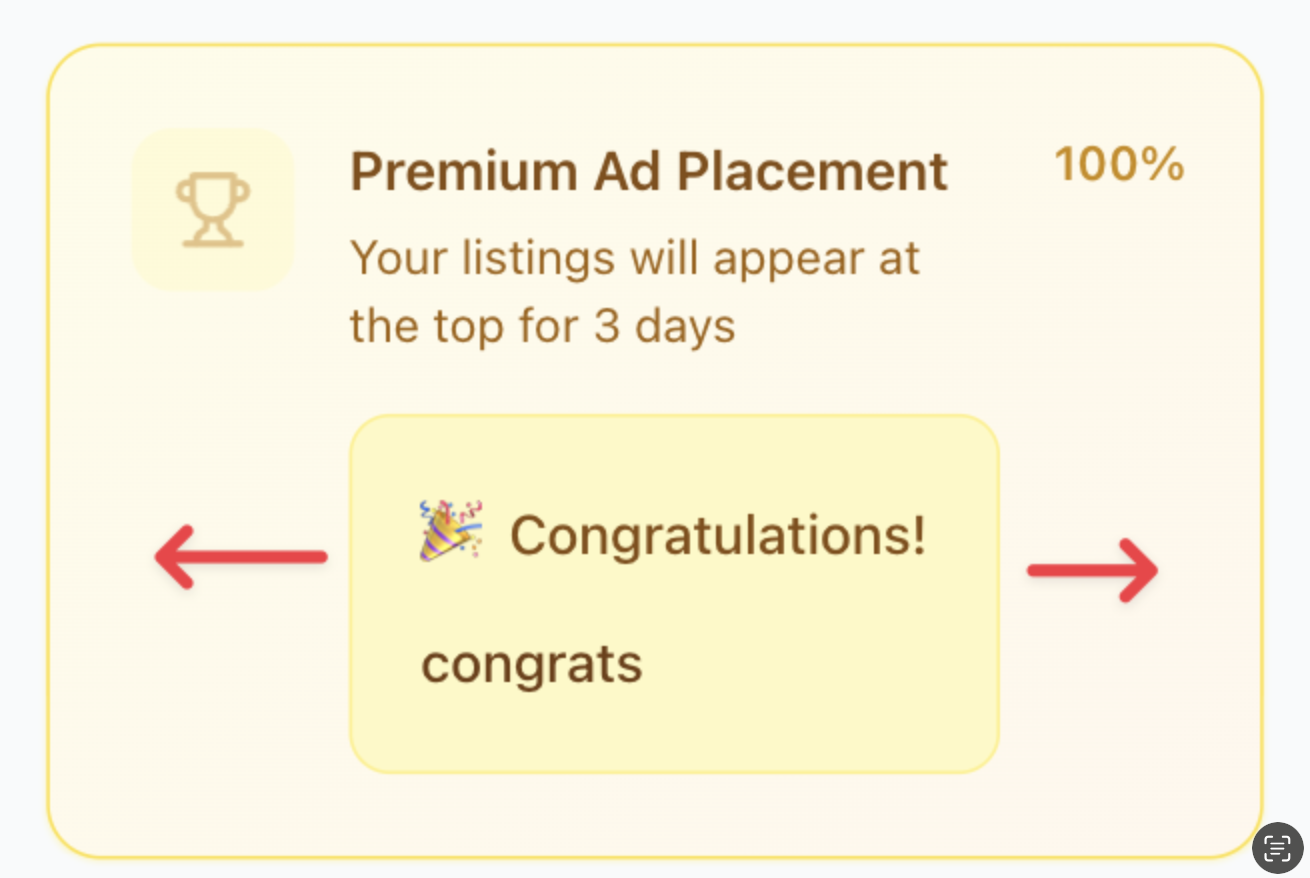 Premium Ad Placement
100%
Your listings will appear at
the top for 3 days
🎉 Congratulations!
congrats